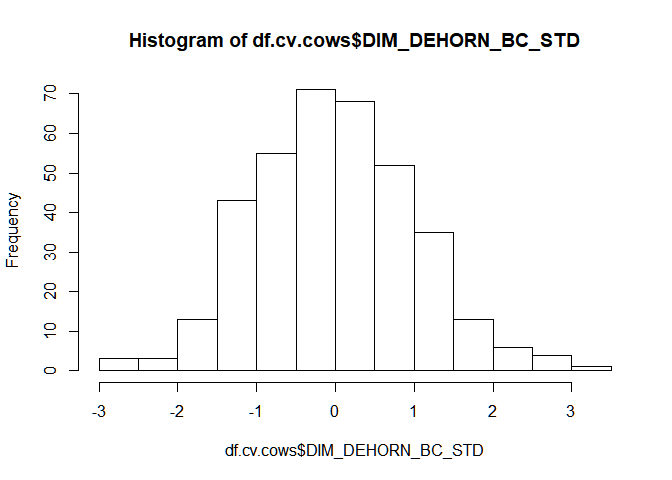 Histogram of df.cv.cows$DIM_DEHORN_BC_STD
Frequency
70
60
50
40
30
20
10
0
-3 -2 -1 0 1 2 3
df.cv.cows$DIM_DEHORN_BC_STD